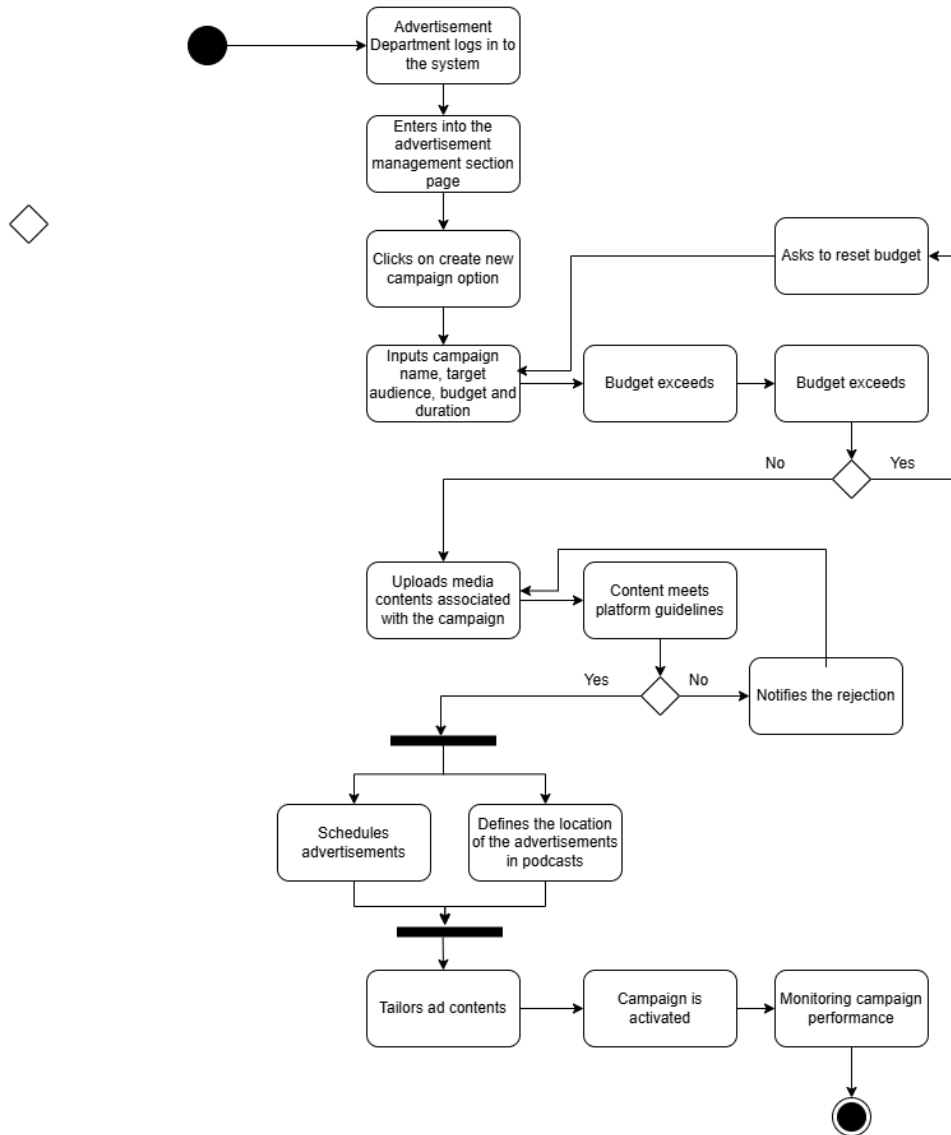 Advertisement
Department logs in to
the system
Enters into the
advertisement
management section
page
Clicks on create new
campaign option
Asks to reset budget
Inputs campaign
name, target
audience, budget and
duration
Budget exceeds
Budget exceeds
No
Yes
Uploads media
contents associated
with the campaign
Content meets
platform guidelines
Yes
No
Notifies the rejection
Schedules
advertisements
Defines the location
of the advertisements
in podcasts
Tailors ad contents
Campaign is
activated
Monitoring campaign
performance